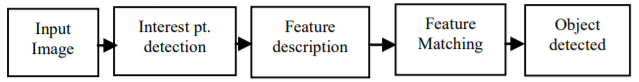 Input
Image
Interest pt.
detection
Feature
description
Feature
Matching
Object
detected